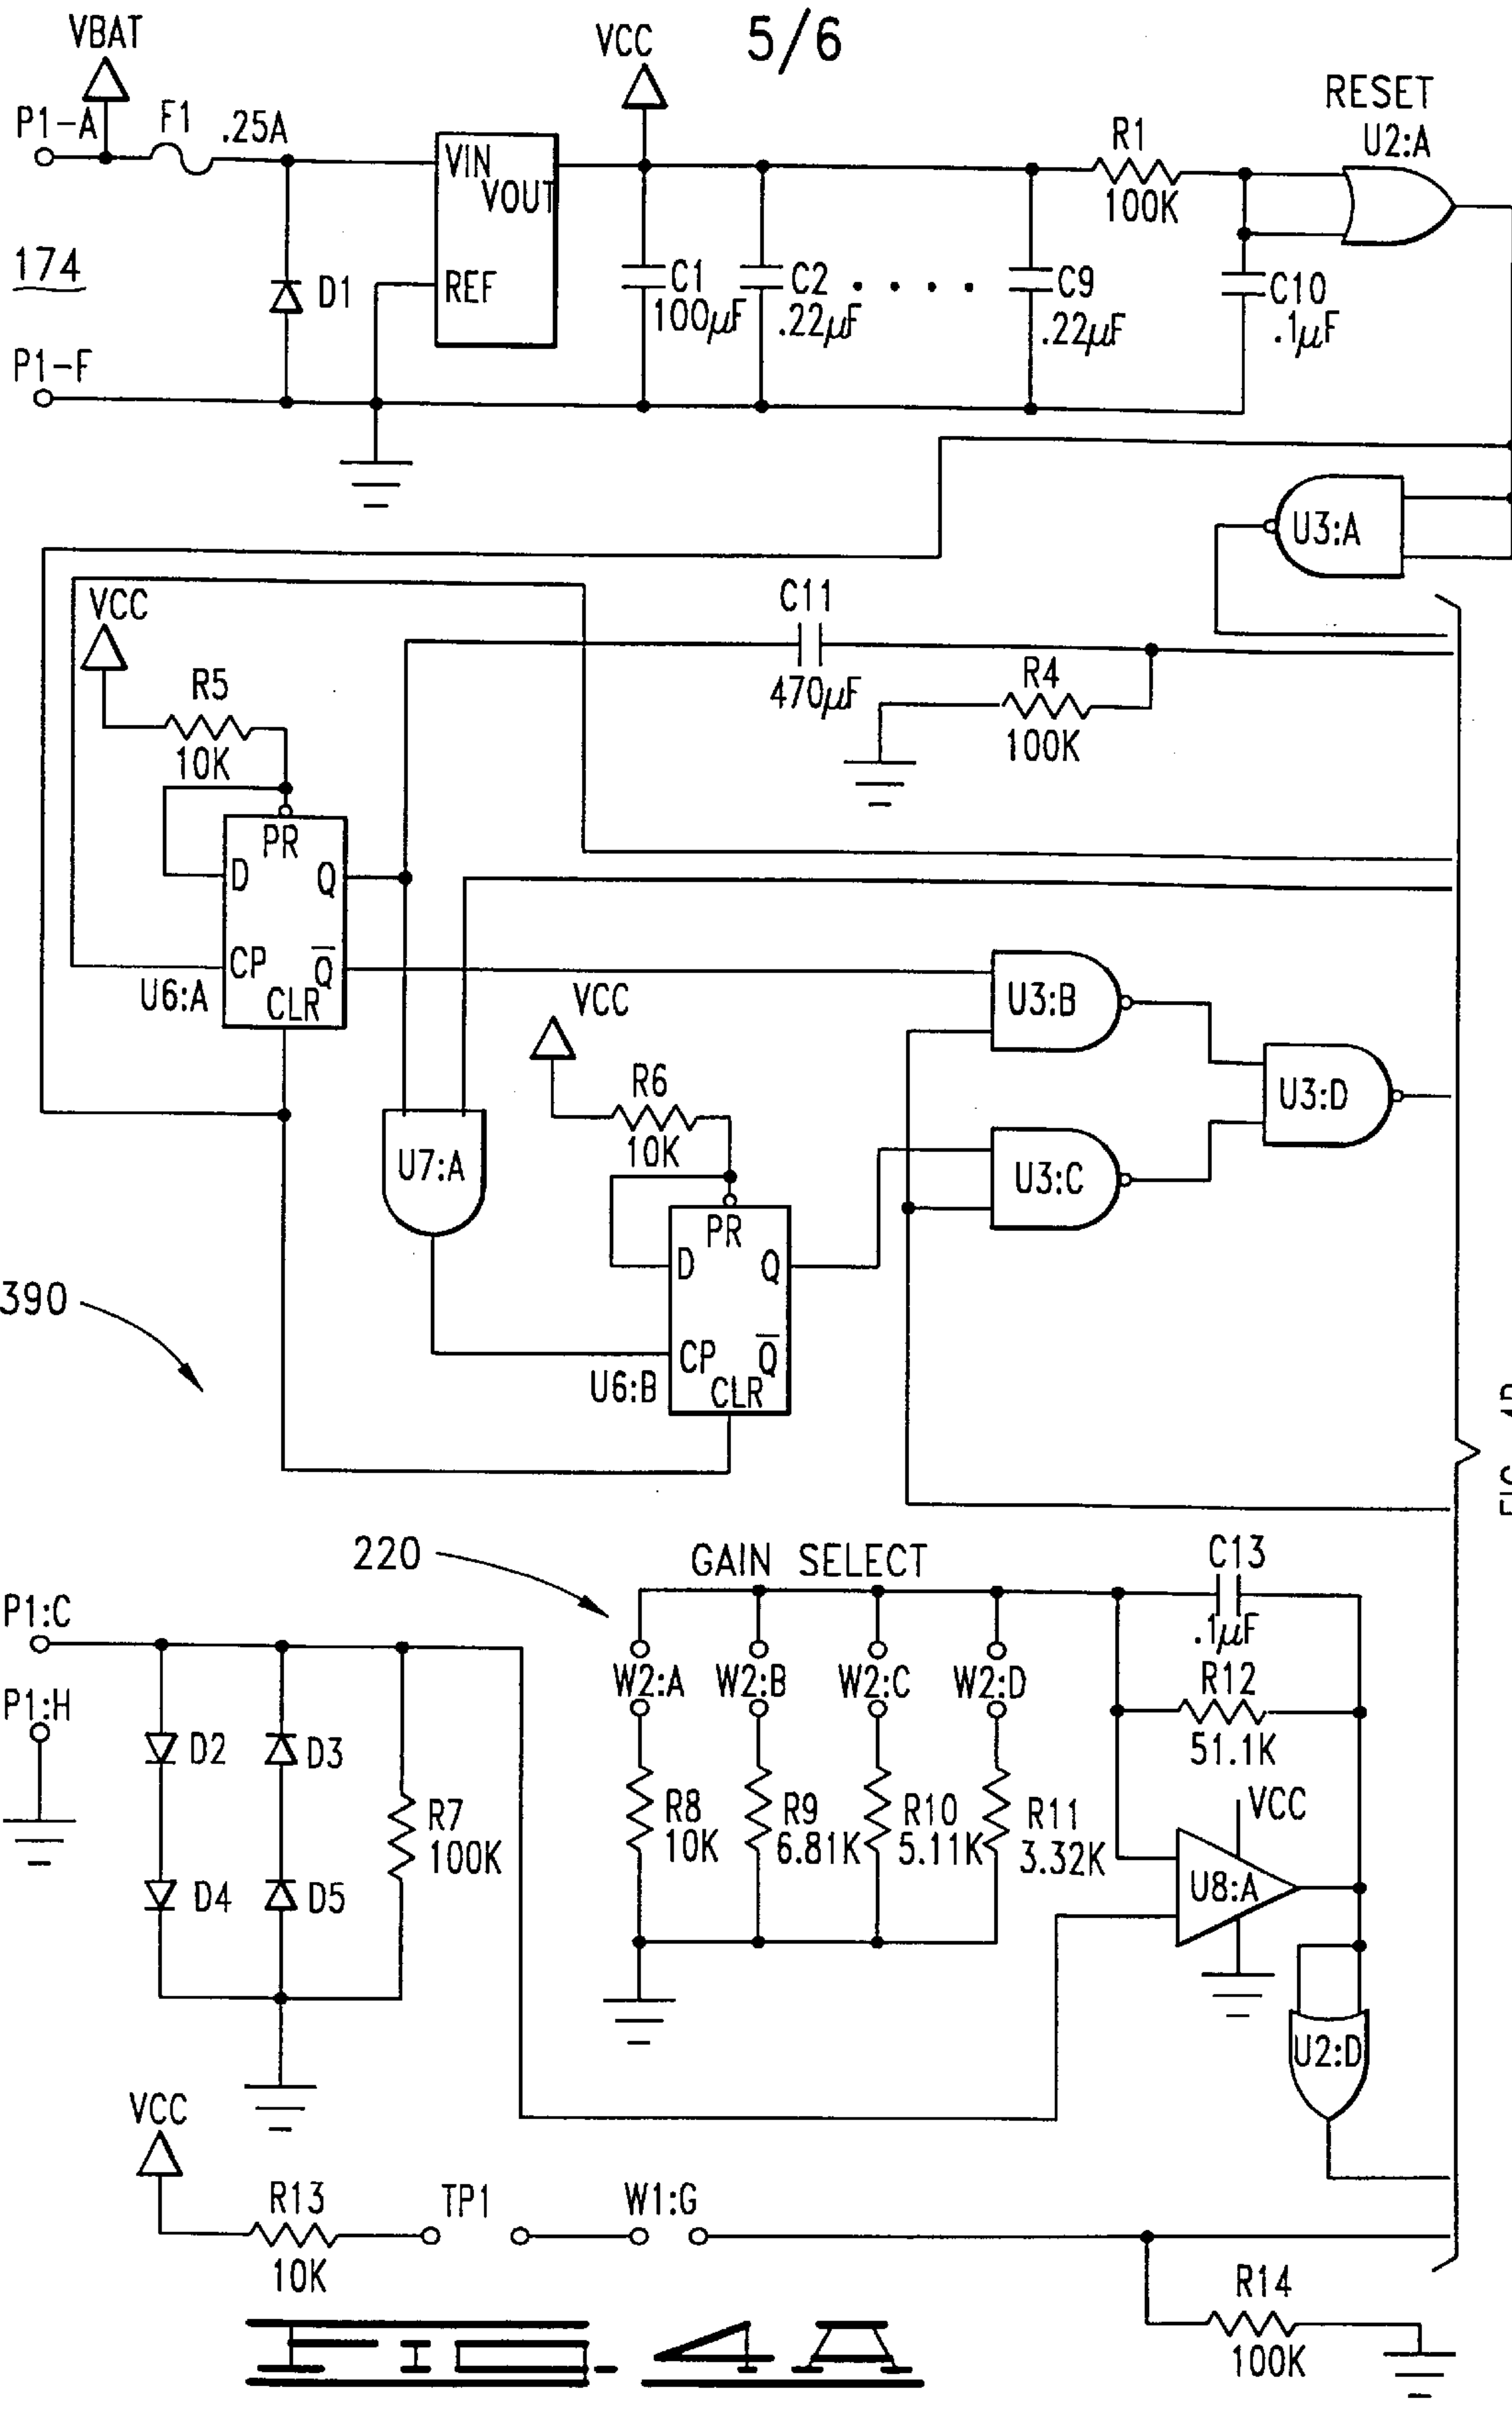 5/6
VBAT
VCC
RESET
P1-A
F1
.25A
R1
100K
U2:A
VIN
VOUT
REF
174
D1
C1
100μF
C2
.22μF
. . . .
C9
.22μF
C10
.1μF
P1-F
U3:A
VCC
C11
470μF
R5
10K
R4
100K
PR
D
Q
CP
Q̅
CLR
U6:A
U3:B
VCC
R6
10K
U3:D
U7:A
U3:C
PR
D
Q
CP
Q̅
CLR
U6:B
390
220
GAIN SELECT
C13
.1μF
P1:C
W2:A
W2:B
W2:C
W2:D
R12
51.1K
P1:H
D2
D3
R7
100K
R8
10K
R9
6.81K
R10
5.11K
R11
3.32K
VCC
U8:A
D4
D5
U2:D
VCC
R13
10K
TP1
W1:G
R14
100K
FIG. 4A